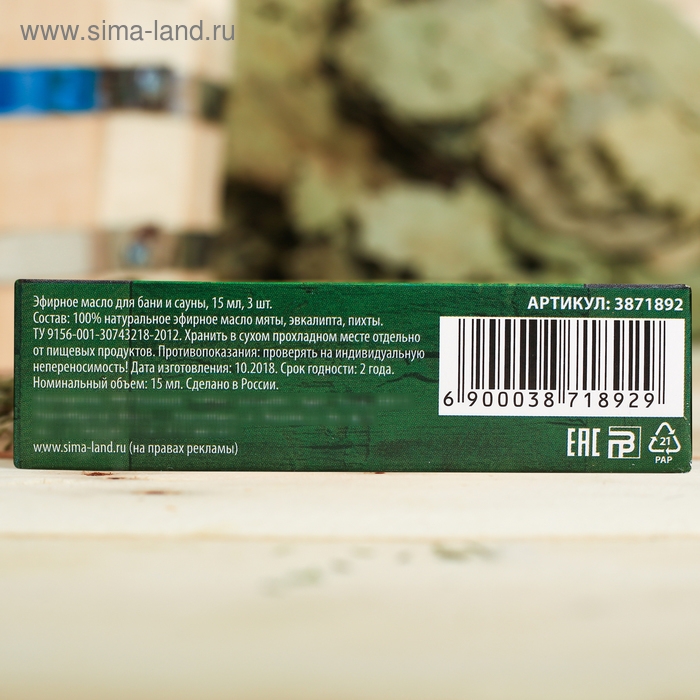 www.sima-land.ru
Эфирное масло для бани и сауны, 15 мл, 3 шт.
Состав: 100% натуральное эфирное масло мяты, эвкалипта, пихты.
ТУ 9156-001-30743218-2012. Хранить в сухом прохладном месте отдельно
от пищевых продуктов. Противопоказания: проверять на индивидуальную
непереносимость! Дата изготовления: 10.2018. Срок годности: 2 года.
Номинальный объем: 15 мл. Сделано в России.
www.sima-land.ru (на правах рекламы)
АРТИКУЛ: 3871892
6 900038 718929
ЕАС
21
PAP